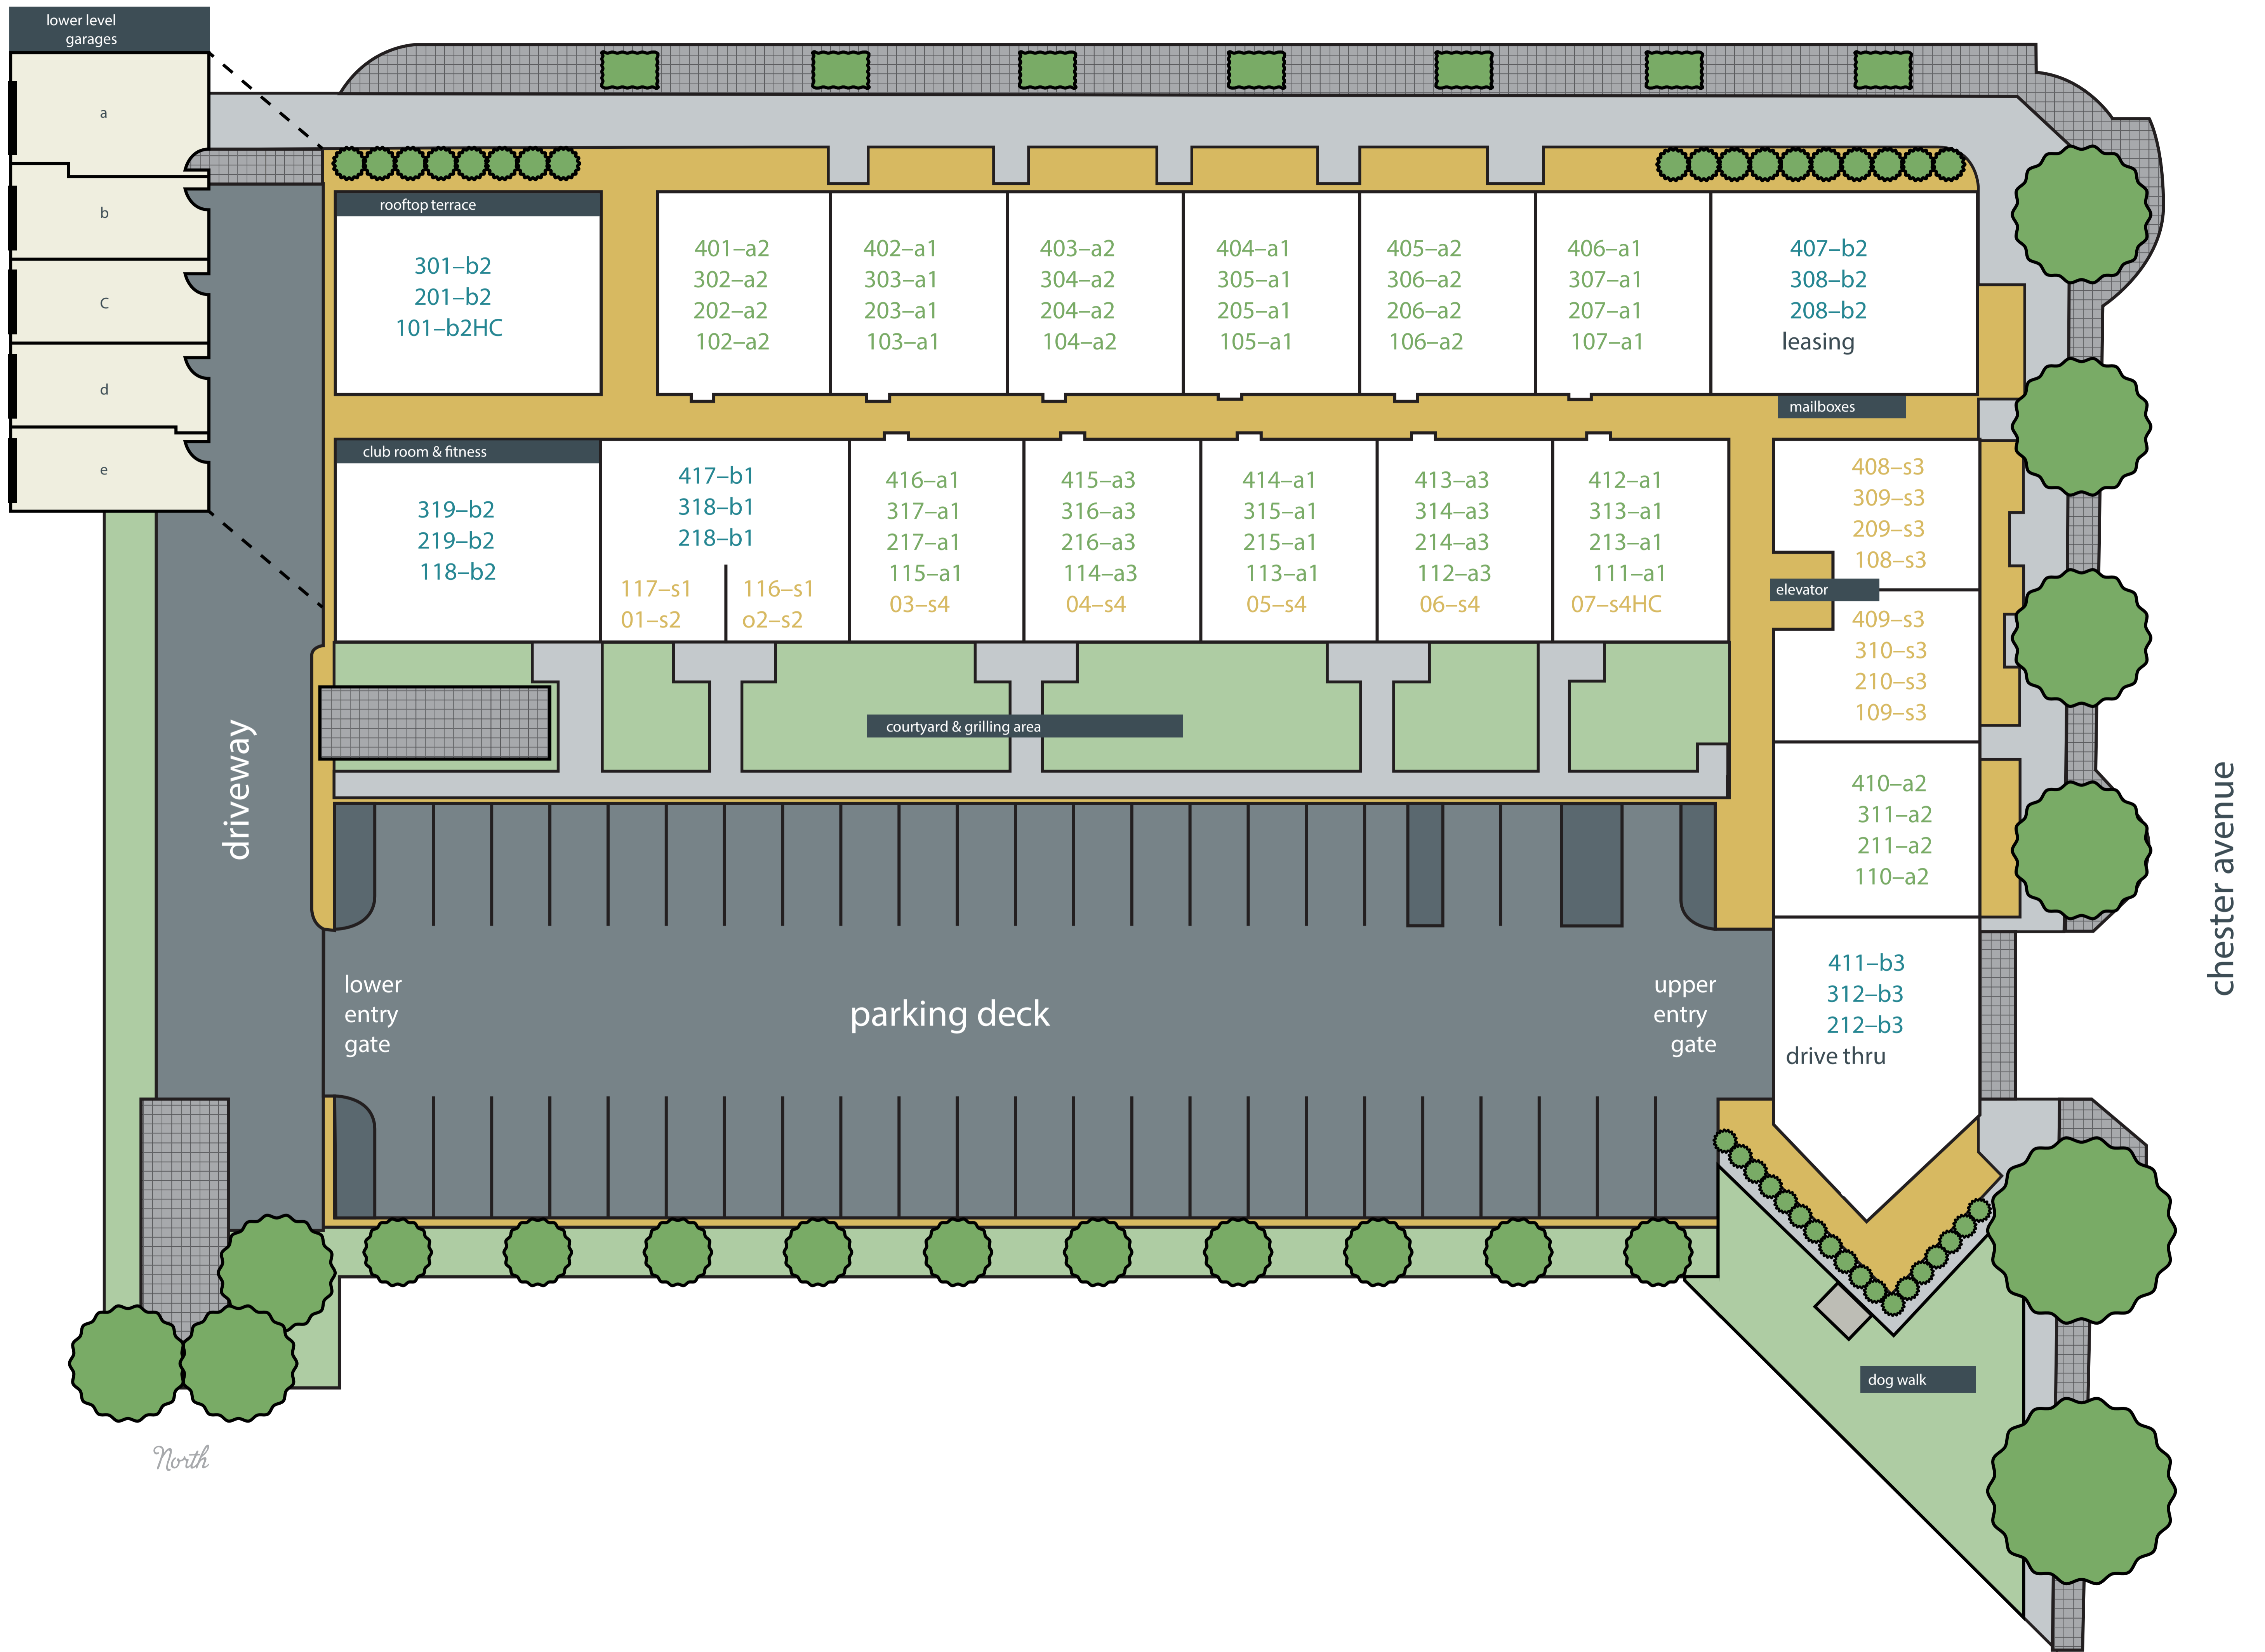 lower level
garages
a
b
C
d
e
rooftop terrace
301–b2
201–b2
101–b2HC
401–a2
302–a2
202–a2
102–a2
402–a1
303–a1
203–a1
103–a1
403–a2
304–a2
204–a2
104–a2
404–a1
305–a1
205–a1
105–a1
405–a2
306–a2
206–a2
106–a2
406–a1
307–a1
207–a1
107–a1
407–b2
308–b2
208–b2
leasing
mailboxes
club room & fitness
319–b2
219–b2
118–b2
417–b1
318–b1
218–b1
117–s1
01–s2
116–s1
o2–s2
416–a1
317–a1
217–a1
115–a1
03–s4
415–a3
316–a3
216–a3
114–a3
04–s4
414–a1
315–a1
215–a1
113–a1
05–s4
413–a3
314–a3
214–a3
112–a3
06–s4
412–a1
313–a1
213–a1
111–a1
07–s4HC
408–s3
309–s3
209–s3
108–s3
elevator
409–s3
310–s3
210–s3
109–s3
410–a2
311–a2
211–a2
110–a2
411–b3
312–b3
212–b3
drive thru
courtyard & grilling area
driveway
chester avenue
lower
entry
gate
parking deck
upper
entry
gate
dog walk
North